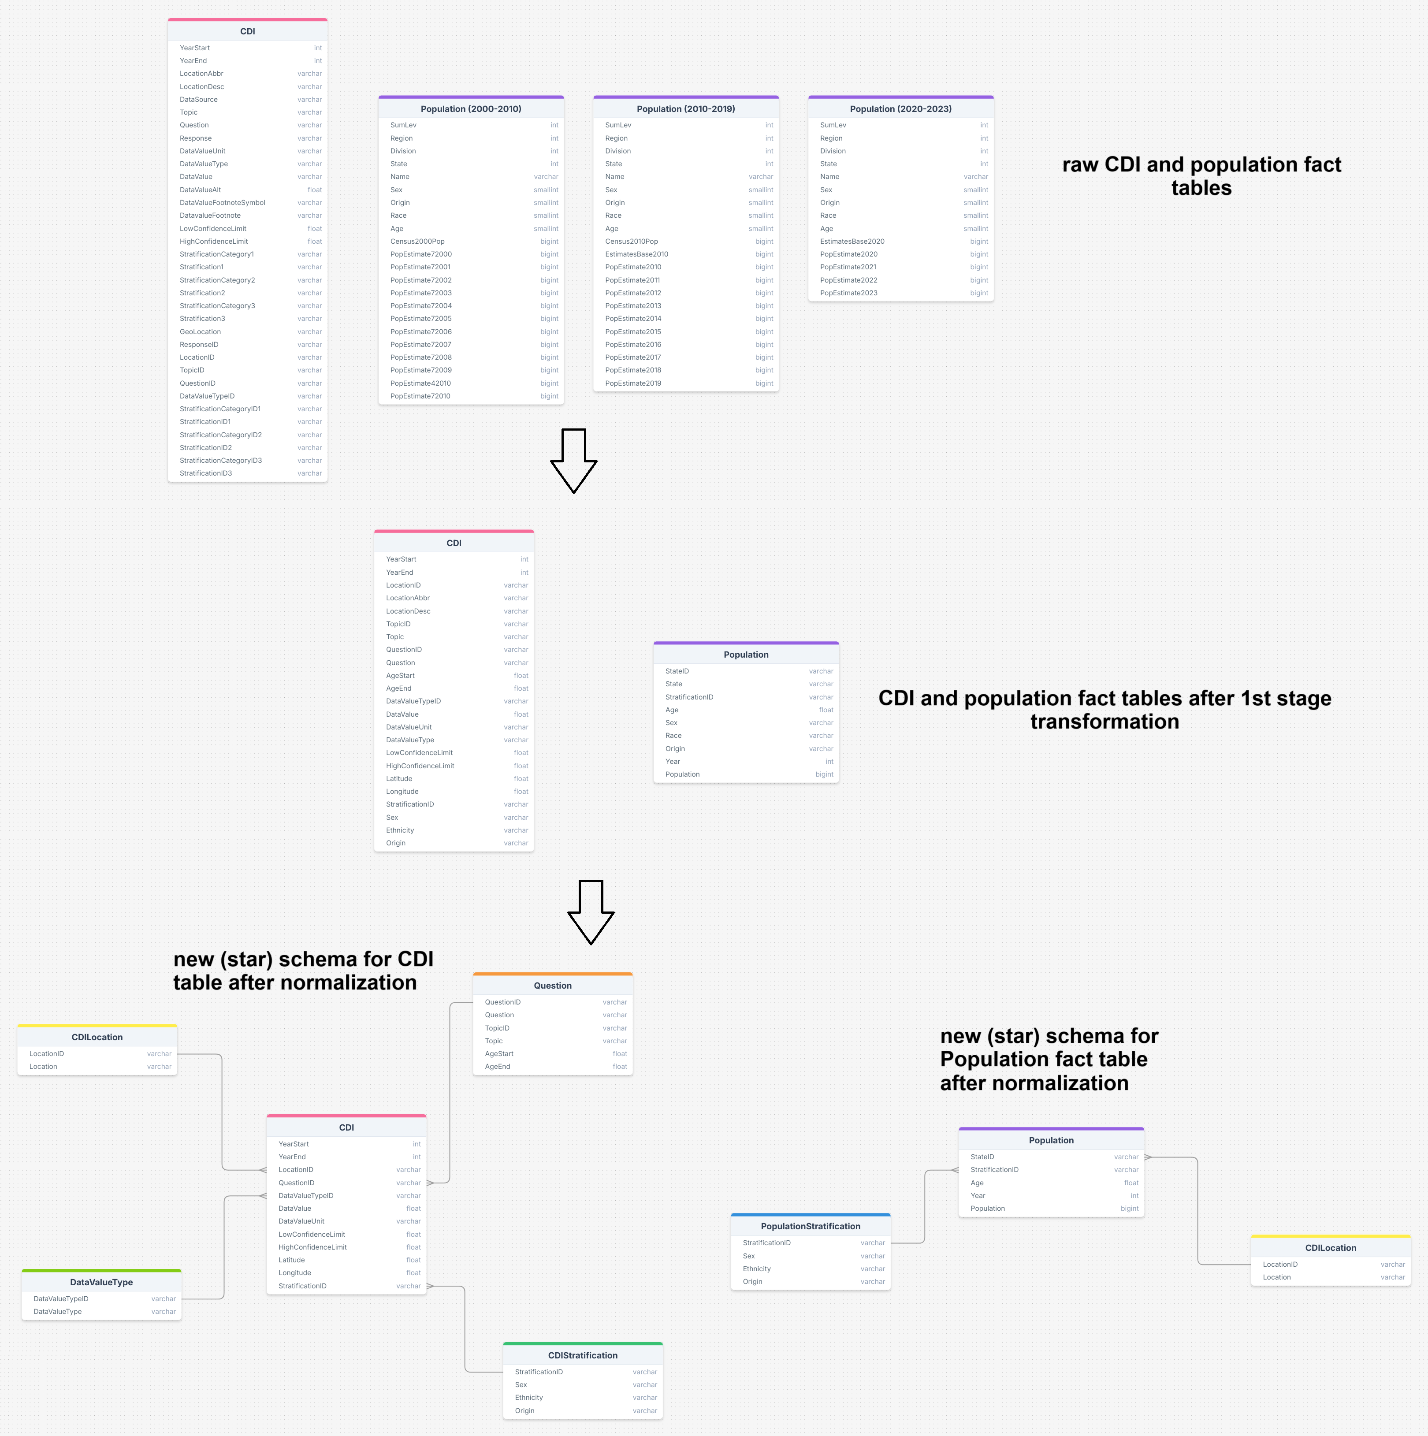 CDI
YearStart int
YearEnd int
LocationAbbr varchar
LocationDesc varchar
DataSource varchar
Topic varchar
Question varchar
Response varchar
DataValueUnit varchar
DataValueType varchar
DataValue varchar
DataValueAlt float
DataValueFootnoteSymbol varchar
DatavalueFootnote varchar
LowConfidenceLimit float
HighConfidenceLimit float
StratificationCategory1 varchar
Stratification1 varchar
StratificationCategory2 varchar
Stratification2 varchar
StratificationCategory3 varchar
Stratification3 varchar
GeoLocation varchar
ResponseID varchar
LocationID varchar
TopicID varchar
QuestionID varchar
DataValueTypeID varchar
StratificationCategoryID1 varchar
StratificationID1 varchar
StratificationCategoryID2 varchar
StratificationID2 varchar
StratificationCategoryID3 varchar
StratificationID3 varchar
Population (2000-2010)
SumLev int
Region int
Division int
State int
Name varchar
Sex smallint
Origin smallint
Race smallint
Age smallint
Census2000Pop bigint
PopEstimate72000 bigint
PopEstimate72001 bigint
PopEstimate72002 bigint
PopEstimate72003 bigint
PopEstimate72004 bigint
PopEstimate72005 bigint
PopEstimate72006 bigint
PopEstimate72007 bigint
PopEstimate72008 bigint
PopEstimate72009 bigint
PopEstimate42010 bigint
PopEstimate72010 bigint
Population (2010-2019)
SumLev int
Region int
Division int
State int
Name varchar
Sex smallint
Origin smallint
Race smallint
Age smallint
Census2010Pop bigint
EstimatesBase2010 bigint
PopEstimate2010 bigint
PopEstimate2011 bigint
PopEstimate2012 bigint
PopEstimate2013 bigint
PopEstimate2014 bigint
PopEstimate2015 bigint
PopEstimate2016 bigint
PopEstimate2017 bigint
PopEstimate2018 bigint
PopEstimate2019 bigint
Population (2020-2023)
SumLev int
Region int
Division int
State int
Name varchar
Sex smallint
Origin smallint
Race smallint
Age smallint
EstimatesBase2020 bigint
PopEstimate2020 bigint
PopEstimate2021 bigint
PopEstimate2022 bigint
PopEstimate2023 bigint
raw CDI and population fact
tables
CDI
YearStart int
YearEnd int
LocationID varchar
LocationAbbr varchar
LocationDesc varchar
TopicID varchar
Topic varchar
QuestionID varchar
Question varchar
AgeStart float
AgeEnd float
DataValueTypeID varchar
DataValue float
DataValueUnit varchar
DataValueType varchar
LowConfidenceLimit float
HighConfidenceLimit float
Latitude float
Longitude float
StratificationID varchar
Sex varchar
Ethnicity varchar
Origin varchar
Population
StateID varchar
State varchar
StratificationID varchar
Age float
Sex varchar
Race varchar
Origin varchar
Year int
Population bigint
CDI and population fact tables after 1st stage
transformation
new (star) schema for CDI
table after normalization
Question
QuestionID varchar
Question varchar
TopicID varchar
Topic varchar
AgeStart float
AgeEnd float
CDILocation
LocationID varchar
Location varchar
CDI
YearStart int
YearEnd int
LocationID varchar
QuestionID varchar
DataValueTypeID varchar
DataValue float
DataValueUnit varchar
LowConfidenceLimit float
HighConfidenceLimit float
Latitude float
Longitude float
StratificationID varchar
DataValueType
DataValueTypeID varchar
DataValueType varchar
CDIStratification
StratificationID varchar
Sex varchar
Ethnicity varchar
Origin varchar
new (star) schema for
Population fact table
after normalization
Population
StateID varchar
StratificationID varchar
Age float
Year int
Population bigint
PopulationStratification
StratificationID varchar
Sex varchar
Ethnicity varchar
Origin varchar
CDILocation
LocationID varchar
Location varchar